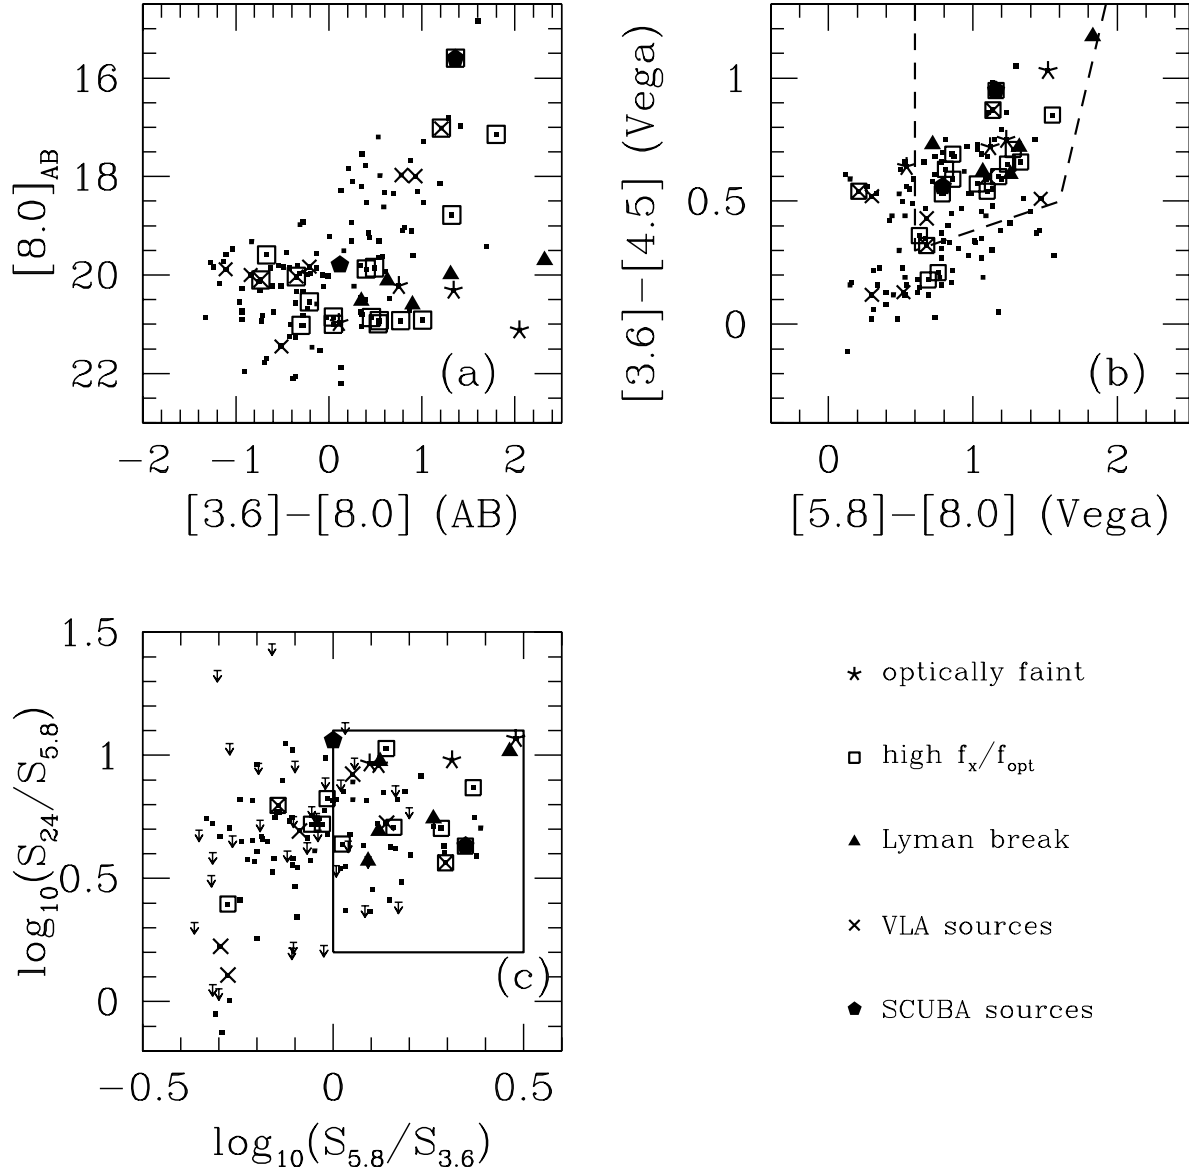 16
18
20
22
[8.0]AB
(a)
−2 −1 0 1 2
[3.6]−[8.0] (AB)
1
0.5
0
[3.6]−[4.5] (Vega)
(b)
0 1 2
[5.8]−[8.0] (Vega)
1.5
1
0.5
0
log10(S24/S5.8)
(c)
−0.5 0 0.5
log10(S5.8/S3.6)
optically faint
high fx/fopt
Lyman break
VLA sources
SCUBA sources